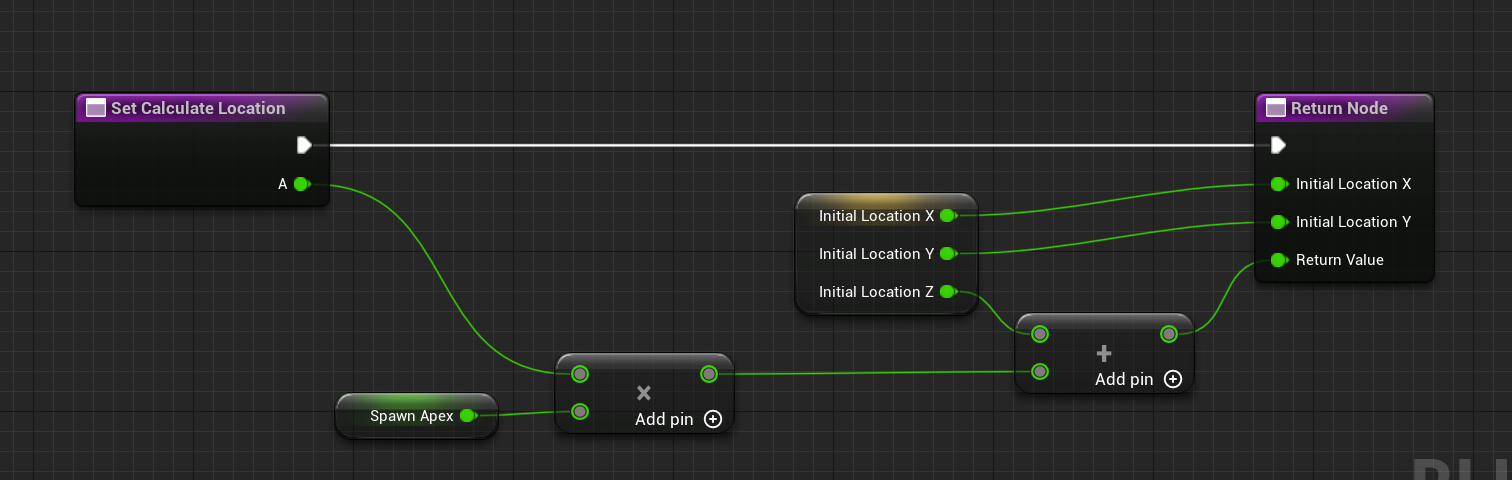 Set Calculate Location
A
Spawn Apex
×
Add pin
Initial Location X
Initial Location Y
Initial Location Z
+
Add pin
Return Node
Initial Location X
Initial Location Y
Return Value